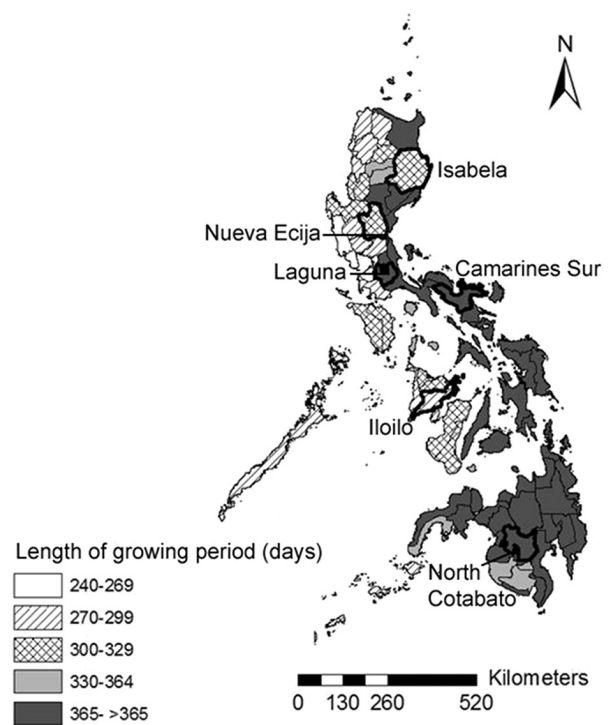 N
Isabela
Nueva Ecija
Laguna
Camarines Sur
Iloilo
North
Cotabato
Length of growing period (days)
240-269
270-299
300-329
330-364
365- >365
Kilometers
0 130 260 520